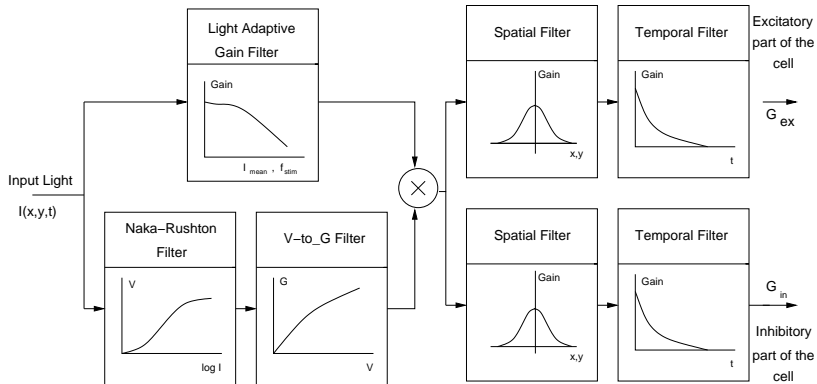 Light Adaptive
Gain Filter
Gain
I mean , f stim
Input Light
I(x,y,t)
Naka-Rushton
Filter
V
log I
V-to_G Filter
G
V
Spatial Filter
Gain
x,y
Temporal Filter
Gain
t
Excitatory
part of the
cell
G ex
Spatial Filter
Gain
x,y
Temporal Filter
Gain
t
G in
Inhibitory
part of the
cell